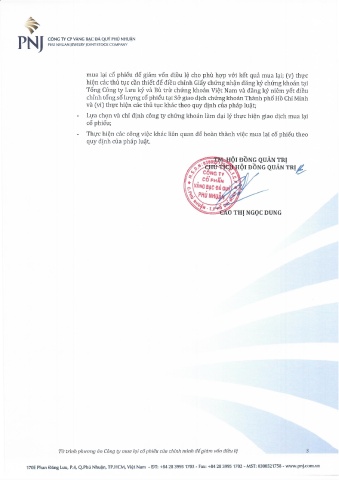 PNJ
CÔNG TY CP VÀNG BẠC ĐÁ QUÝ PHÚ NHUẬN
PHU NHUAN JEWELRY JOINT STOCK COMPANY
mua lại cổ phiếu để giảm vốn điều lệ cho phù hợp với kết quả mua lại; (v) thực
hiện các thủ tục cần thiết để điều chỉnh Giấy chứng nhận đăng ký chứng khoán tại
Tổng Công ty Lưu ký và Bù trừ chứng khoán Việt Nam và đăng ký niêm yết điều
chỉnh tổng số lượng cổ phiếu tại Sở giao dịch chứng khoán Thành phố Hồ Chí Minh
và (vi) thực hiện các thủ tục khác theo quy định của pháp luật;
- Lựa chọn và chỉ định công ty chứng khoán làm đại lý thực hiện giao dịch mua lại
cổ phiếu;
- Thực hiện các công việc khác liên quan để hoàn thành việc mua lại cổ phiếu theo
quy định của pháp luật.
TM. HỘI ĐỒNG QUẢN TRỊ
CHỦ TỊCH HỘI ĐỒNG QUẢN TRỊ
CÔNG TY
CỔ PHẦN
VÀNG BẠC ĐÁ QUÝ
PHÚ NHUẬN
CAO THỊ NGỌC DUNG
Tờ trình phương án Công ty mua lại cổ phiếu của chính mình để giảm vốn điều lệ 3
170E Phan Đăng Lưu, P.4, Q.Phú Nhuận, TP.HCM, Việt Nam - ĐT: +84 28 3995 1703 - Fax: +84 28 3995 1702 - MST: 0300521758 - www.pnj.com.vn